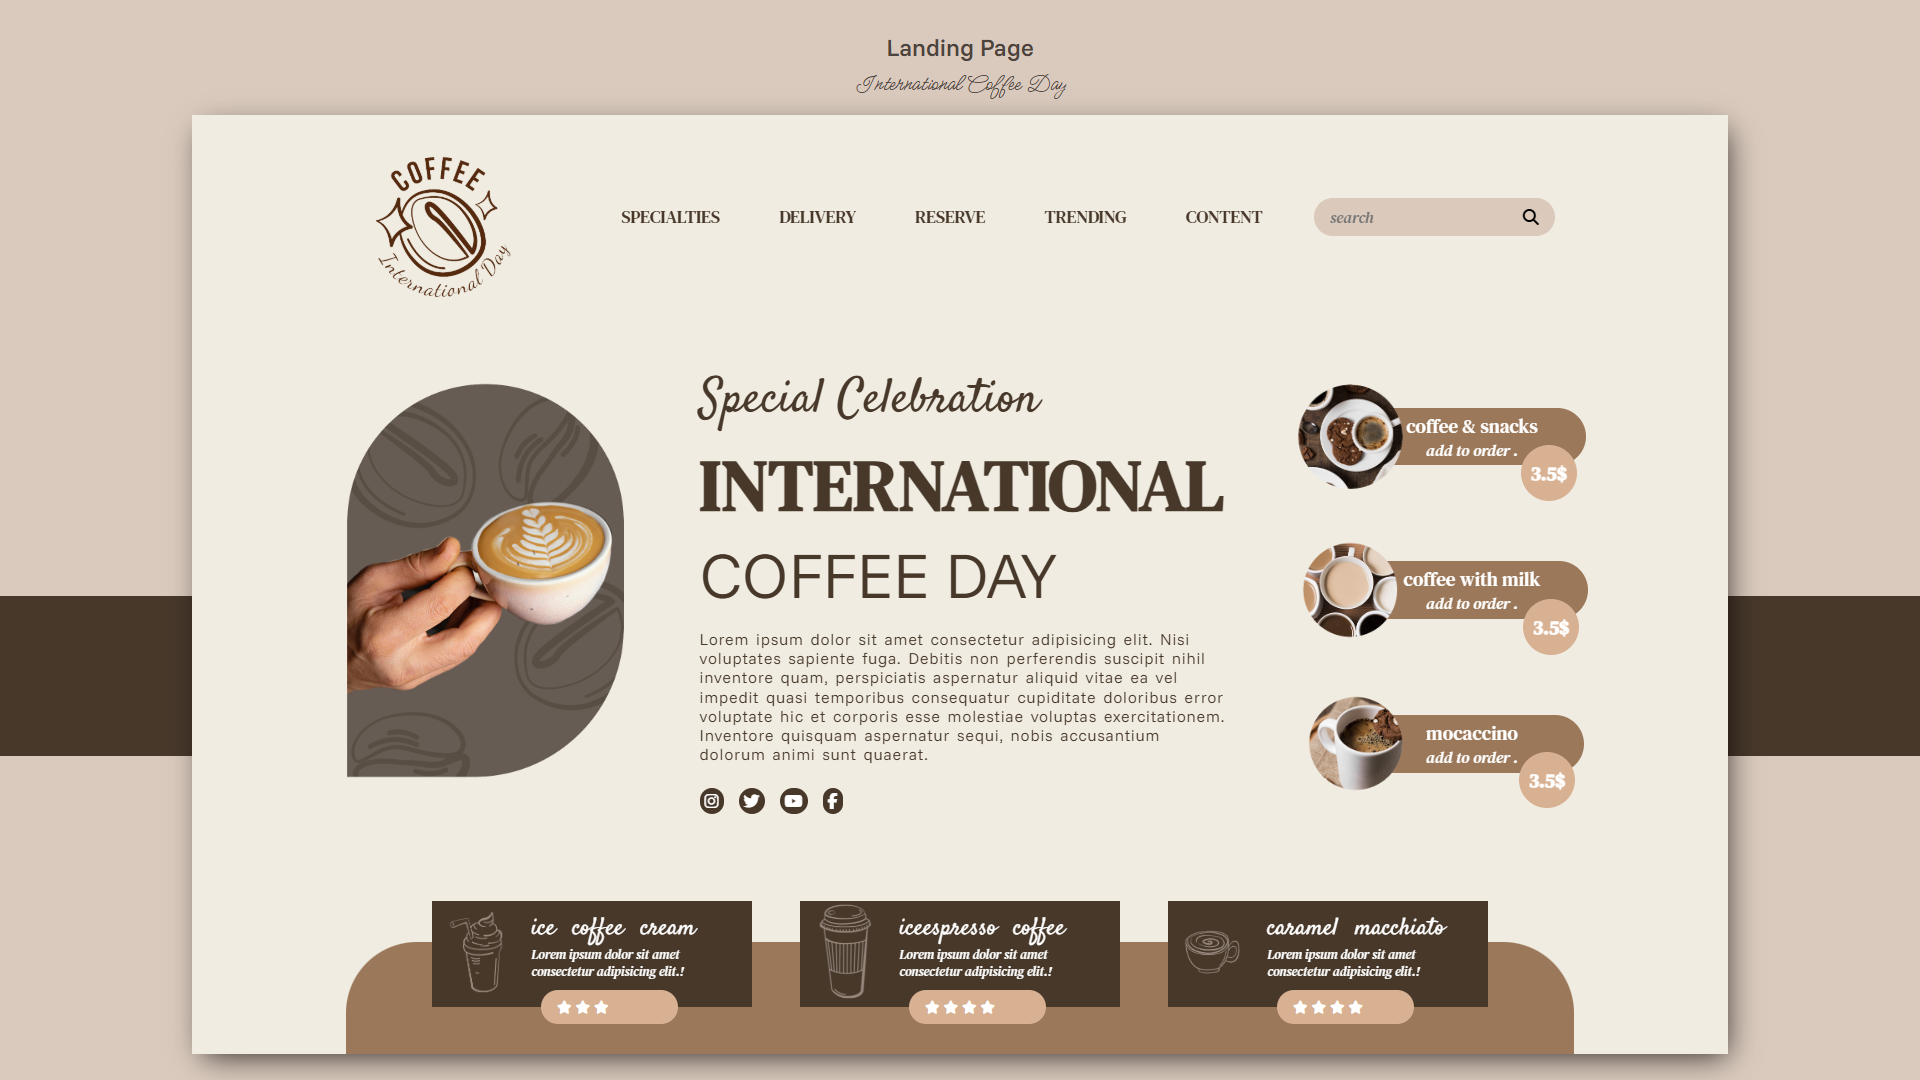 Landing Page
International Coffee Day
COFFEE
International Day
SPECIALTIES
DELIVERY
RESERVE
TRENDING
CONTENT
search
Special Celebration
INTERNATIONAL
COFFEE DAY
Lorem ipsum dolor sit amet consectetur adipisicing elit. Nisi
voluptates sapiente fuga. Debitis non perferendis suscipit nihil
inventore quam, perspiciatis aspernatur aliquid vitae ea vel
impedit quasi temporibus consequatur cupiditate doloribus error
voluptate hic et corporis esse molestiae voluptas exercitationem.
Inventore quisquam aspernatur sequi, nobis accusantium
dolorum animi sunt quaerat.
coffee & snacks
add to order .
3.5$
coffee with milk
add to order .
3.5$
mocaccino
add to order .
3.5$
ice coffee cream
Lorem ipsum dolor sit amet
consectetur adipisicing elit.!
iceespresso coffee
Lorem ipsum dolor sit amet
consectetur adipisicing elit.!
caramel macchiato
Lorem ipsum dolor sit amet
consectetur adipisicing elit.!